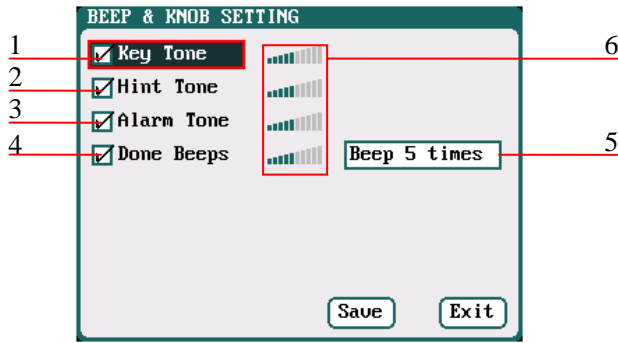 BEEP & KNOB SETTING
1 Key Tone 6
2 Hint Tone
3 Alarm Tone
4 Done Beeps Beep 5 times 5
Save Exit